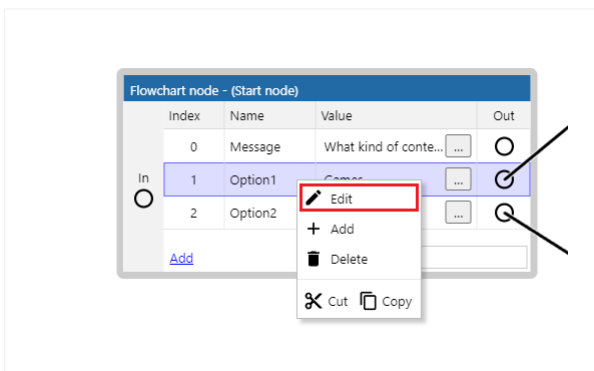 Flowchart node - (Start node)
Index Name Value Out
0 Message What kind of conte... ...
In
1 Option1 Games ...
2 Option2 ...
Add
Edit
Add
Delete
Cut Copy